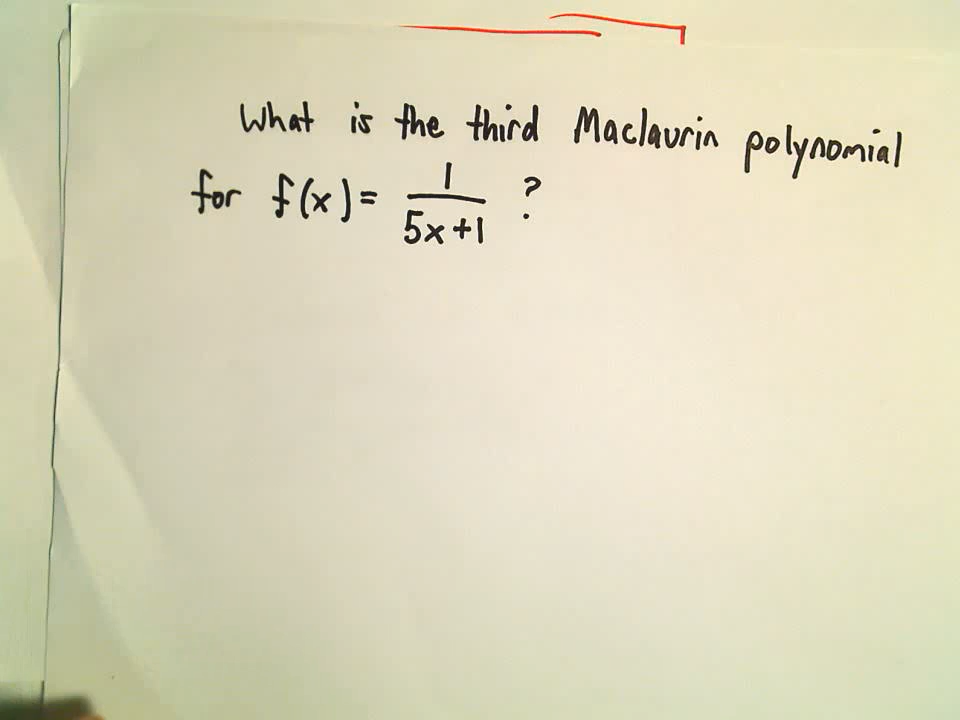 What is the third Maclaurin polynomial
for f(x) = 1/(5x+1) ?